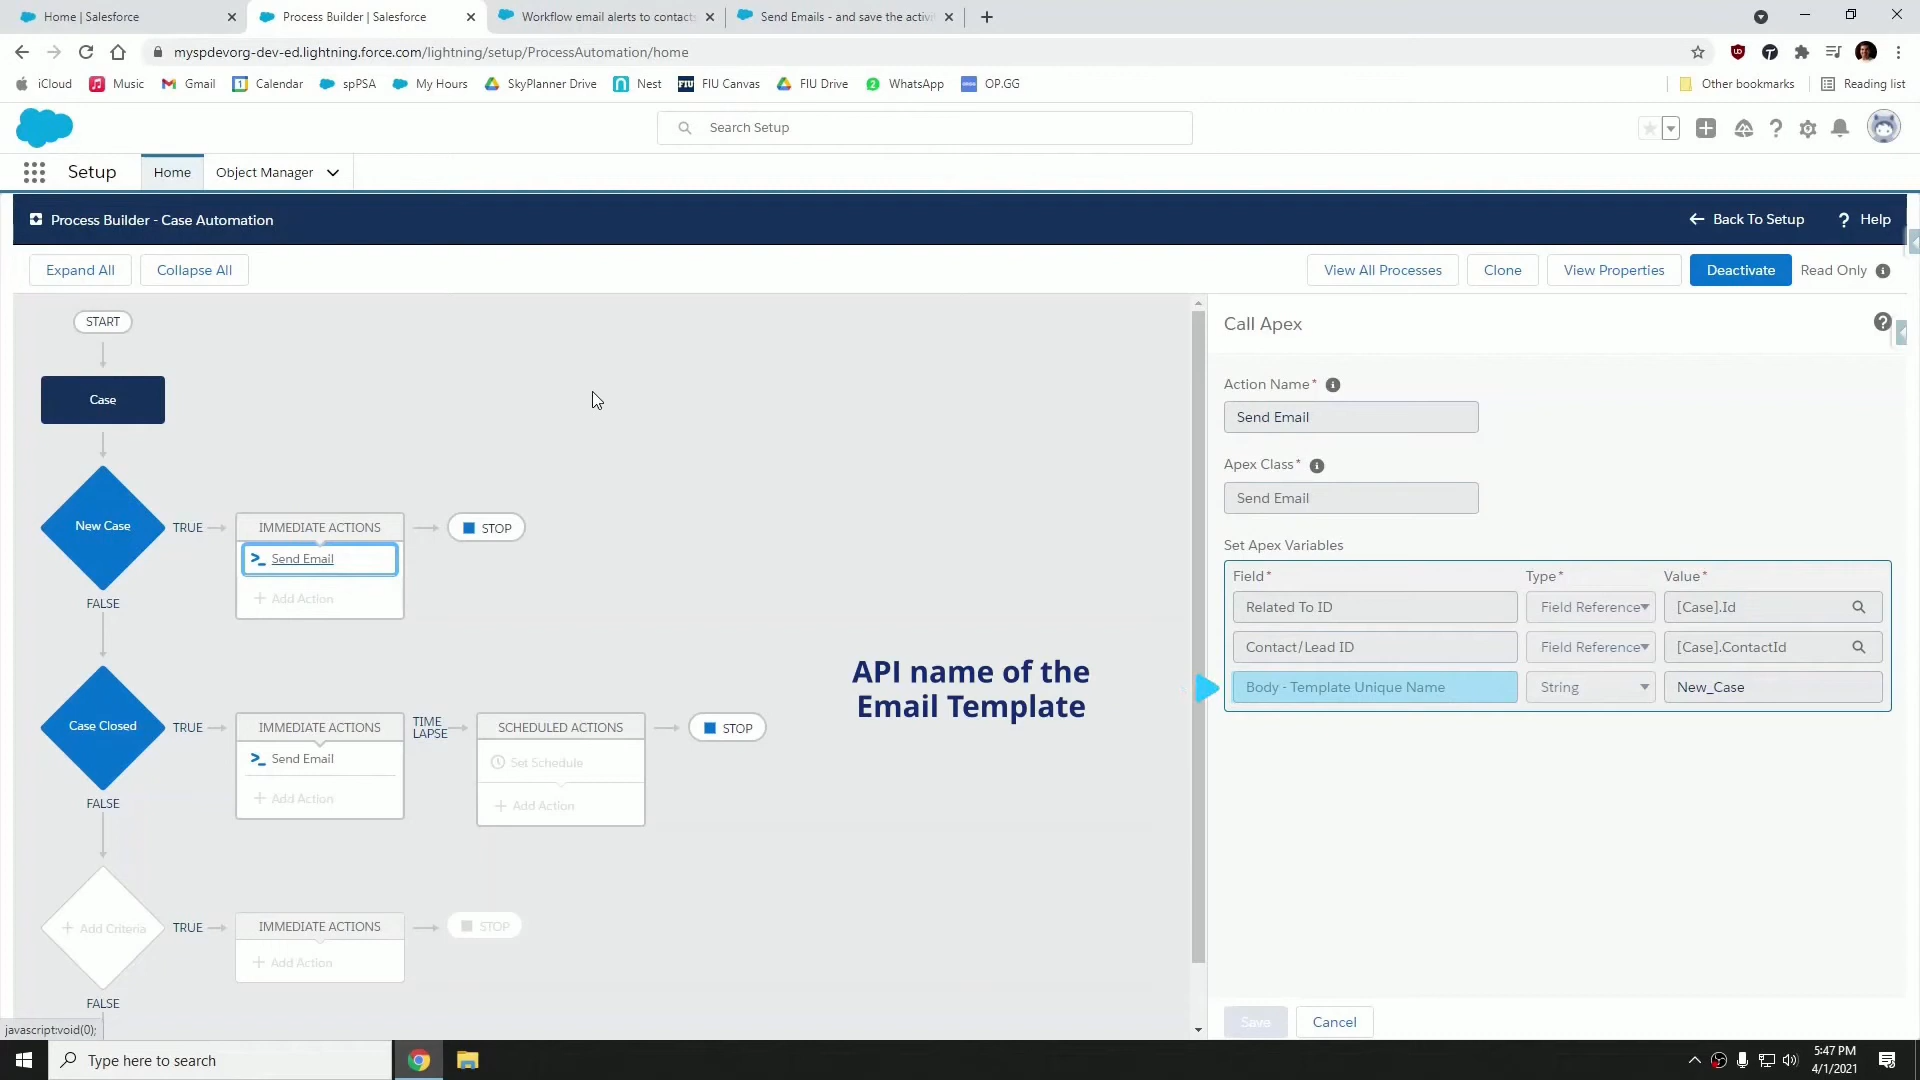 Home | Salesforce
Process Builder | Salesforce
Workflow email alerts to contacts
Send Emails - and save the activi
myspdevorg-dev-ed.lightning.force.com/lightning/setup/ProcessAutomation/home
iCloud
Music
Gmail
Calendar
spPSA
My Hours
SkyPlanner Drive
Nest
FIU Canvas
FIU Drive
WhatsApp
OP.GG
Other bookmarks
Reading list
Search Setup
Setup
Home
Object Manager
Process Builder - Case Automation
Back To Setup
? Help
Expand All
Collapse All
View All Processes
Clone
View Properties
Deactivate
Read Only
START
Case
New Case
TRUE
IMMEDIATE ACTIONS
STOP
Send Email
+ Add Action
FALSE
Case Closed
TRUE
IMMEDIATE ACTIONS
TIME
LAPSE
SCHEDULED ACTIONS
STOP
Send Email
Set Schedule
+ Add Action
+ Add Action
FALSE
+ Add Criteria
TRUE
IMMEDIATE ACTIONS
STOP
+ Add Action
FALSE
API name of the
Email Template
Call Apex
Action Name*
Send Email
Apex Class*
Send Email
Set Apex Variables
Field* Type* Value*
Related To ID Field Reference [Case].Id
Contact/Lead ID Field Reference [Case].ContactId
Body - Template Unique Name String New_Case
Save
Cancel
javascript:void(0);
Type here to search
5:47 PM
4/1/2021